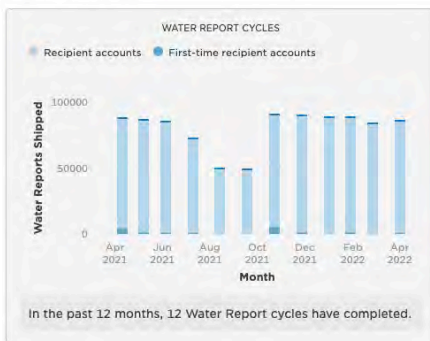 WATER REPORT CYCLES
Recipient accounts First-time recipient accounts
Water Reports Shipped
100000
50000
0
Apr 2021
Jun 2021
Aug 2021
Oct 2021
Dec 2021
Feb 2022
Apr 2022
Month
In the past 12 months, 12 Water Report cycles have completed.